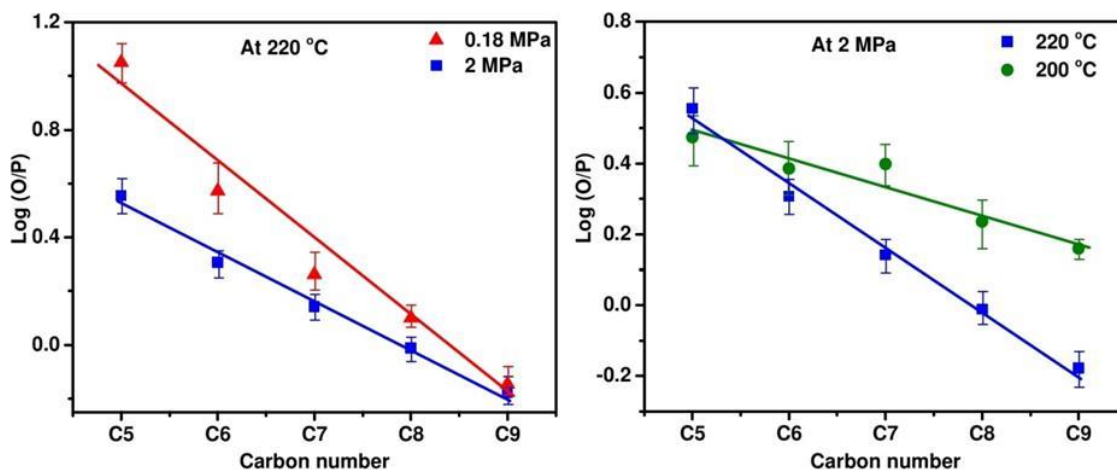 At 220 °C
0.18 MPa
2 MPa
Log (O/P)
1.2
0.8
0.4
0.0
C5 C6 C7 C8 C9
Carbon number
At 2 MPa
220 °C
200 °C
Log (O/P)
0.8
0.6
0.4
0.2
0.0
-0.2
C5 C6 C7 C8 C9
Carbon number